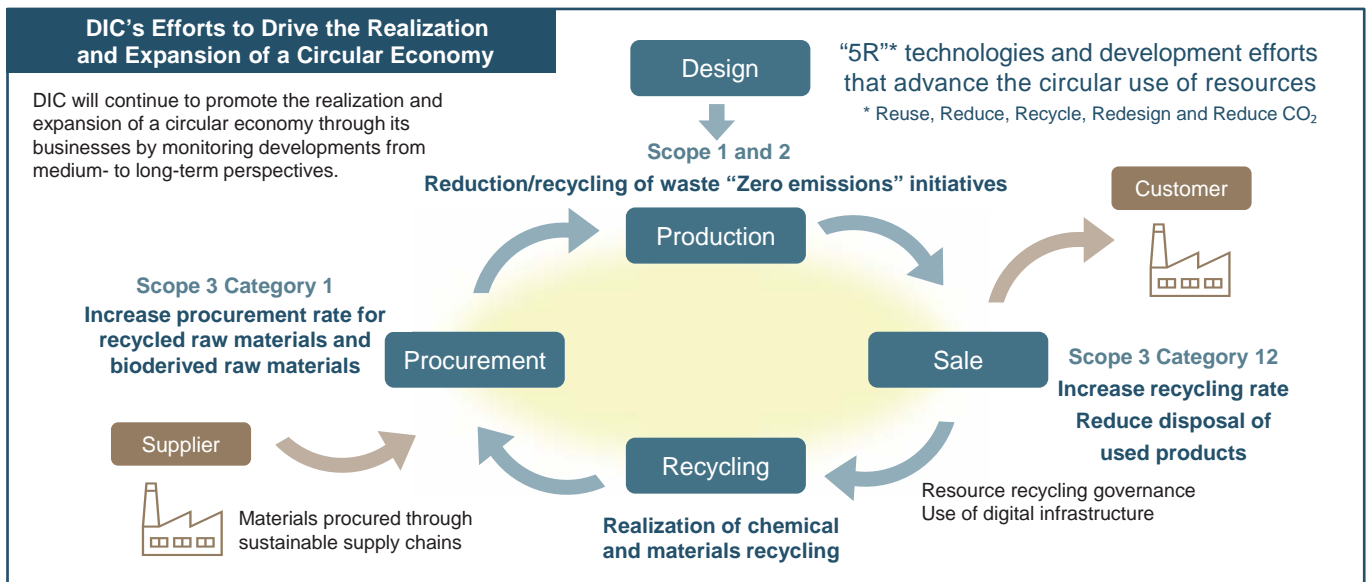 DIC’s Efforts to Drive the Realization
and Expansion of a Circular Economy
DIC will continue to promote the realization and
expansion of a circular economy through its
businesses by monitoring developments from
medium- to long-term perspectives.
Design
“5R”* technologies and development efforts
that advance the circular use of resources
* Reuse, Reduce, Recycle, Redesign and Reduce CO₂
Scope 1 and 2
Reduction/recycling of waste “Zero emissions” initiatives
Production
Customer
Scope 3 Category 1
Increase procurement rate for
recycled raw materials and
bioderived raw materials
Procurement
Sale
Scope 3 Category 12
Increase recycling rate
Reduce disposal of
used products
Supplier
Materials procured through
sustainable supply chains
Recycling
Realization of chemical
and materials recycling
Resource recycling governance
Use of digital infrastructure